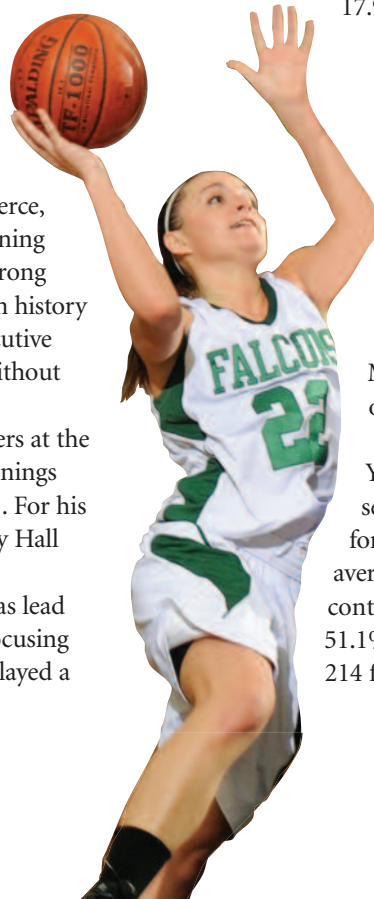 17.9
SPALDING
TF-1000
erce,
ning
rong
n history
utive
ithout
ers at the
nnings
. For his
y Hall
as lead
ocusing
layed a
FALCONS
22
M
o
Y
se
for
aver
cont
51.1%
214 f